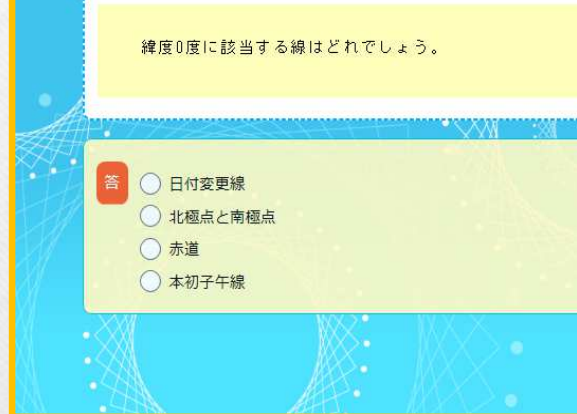 緯度0度に該当する線はどれでしょう。
答
日付変更線
北極点と南極点
赤道
本初子午線